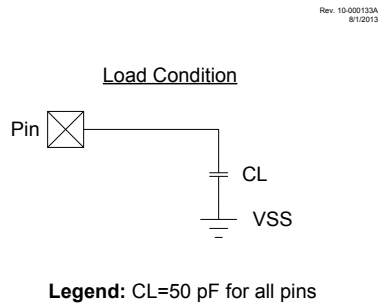 Rev. 10-000133A
8/1/2013
Load Condition
Pin
CL
VSS
Legend: CL=50 pF for all pins